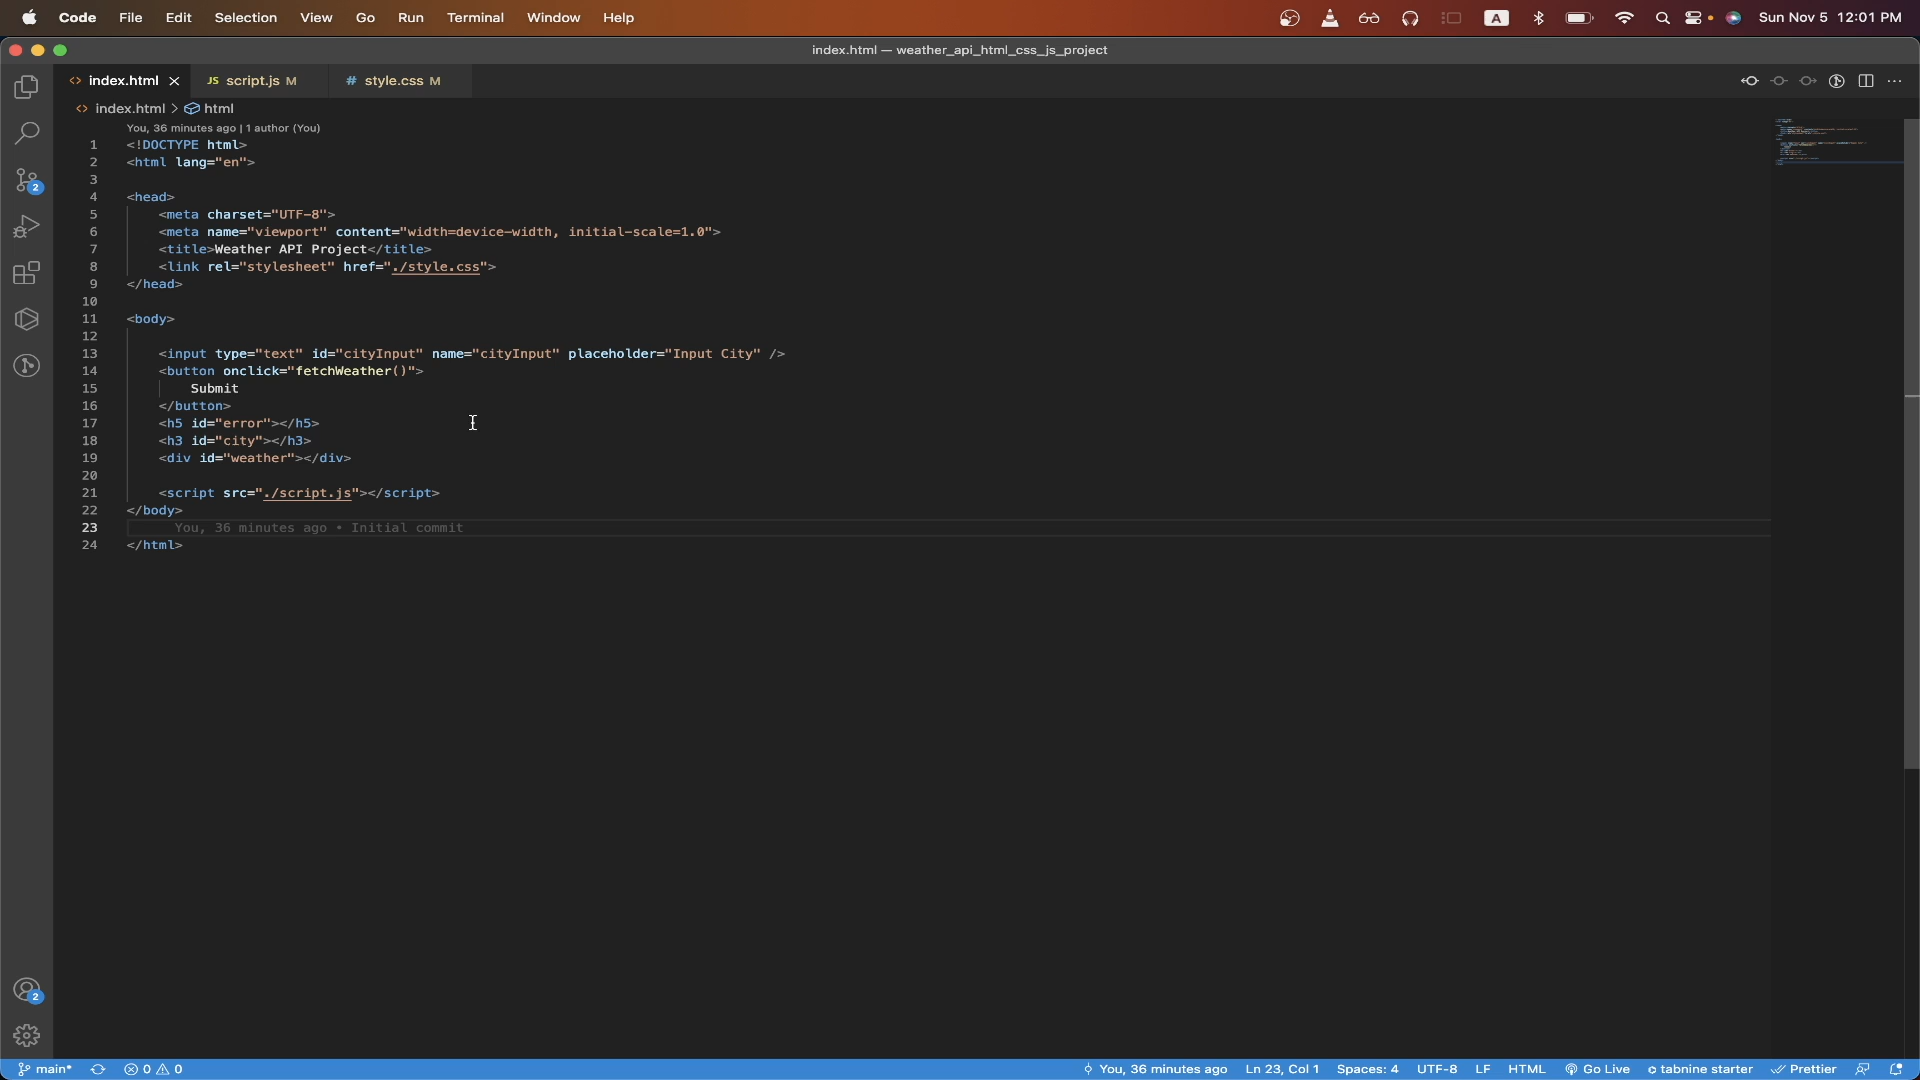 Code File Edit Selection View Go Run Terminal Window Help A Sun Nov 5 12:01 PM
index.html — weather_api_html_css_js_project
<> index.html JS script.js M # style.css M
<> index.html > html
You, 36 minutes ago | 1 author (You)
1 <!DOCTYPE html>
2 <html lang="en">
3
4 <head>
5 <meta charset="UTF-8">
6 <meta name="viewport" content="width=device-width, initial-scale=1.0">
7 <title>Weather API Project</title>
8 <link rel="stylesheet" href="./style.css">
9 </head>
10
11 <body>
12
13 <input type="text" id="cityInput" name="cityInput" placeholder="Input City" />
14 <button onclick="fetchWeather()">
15 Submit
16 </button>
17 <h5 id="error"></h5>
18 <h3 id="city"></h3>
19 <div id="weather"></div>
20
21 <script src="./script.js"></script>
22 </body>
23 You, 36 minutes ago • Initial commit
24 </html>
2
2
main* 0 0 You, 36 minutes ago Ln 23, Col 1 Spaces: 4 UTF-8 LF HTML Go Live tabnine starter Prettier